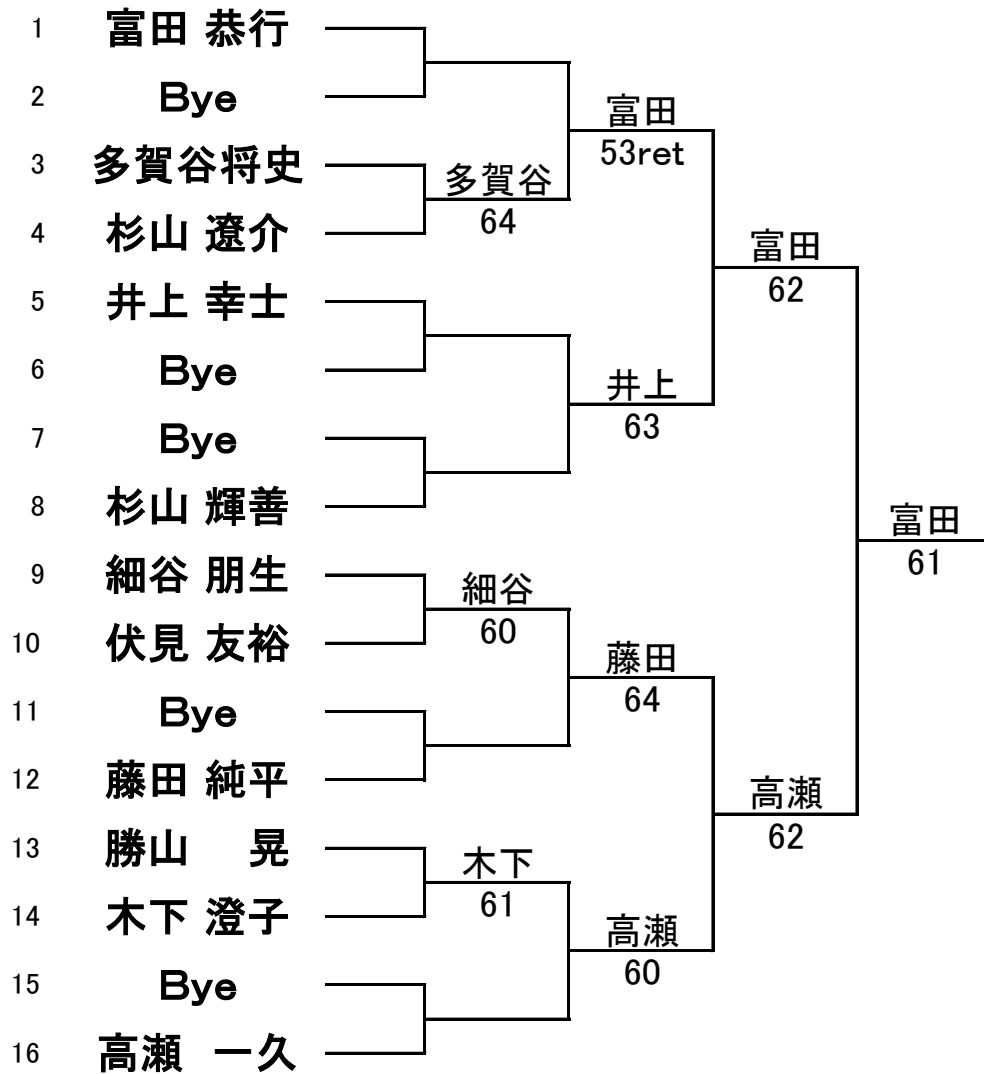 1 富田 恭行
2 Bye
富田
3 多賀谷将史
53ret
多賀谷
64
4 杉山 遼介
富田
62
5 井上 幸士
6 Bye
井上
63
7 Bye
8 杉山 輝善
富田
61
9 細谷 朋生
細谷
60
10 伏見 友裕
藤田
64
11 Bye
12 藤田 純平
高瀬
62
13 勝山 晃
木下
61
14 木下 澄子
高瀬
60
15 Bye
16 高瀬 一久